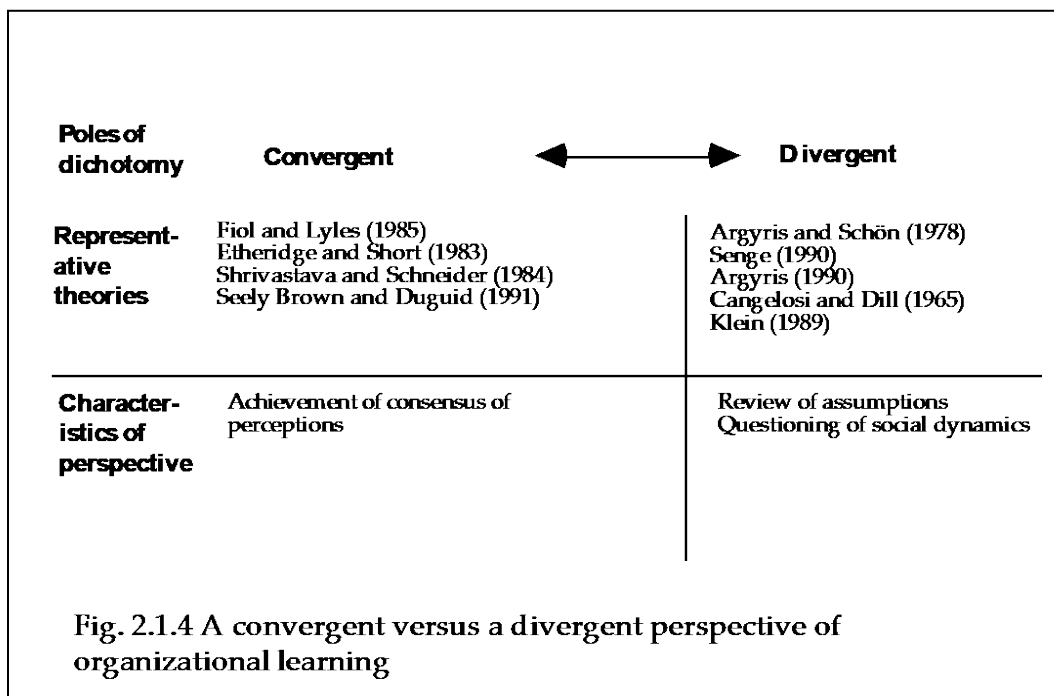 Poles of
dichotomy
Convergent
Divergent
Represent-
ative
theories
Fiol and Lyles (1985)
Etheridge and Short (1983)
Shrivastava and Schneider (1984)
Seely Brown and Duguid (1991)
Argyris and Schön (1978)
Senge (1990)
Argyris (1990)
Cangelosi and Dill (1965)
Klein (1989)
Character-
istics of
perspective
Achievement of consensus of
perceptions
Review of assumptions
Questioning of social dynamics
Fig. 2.1.4 A convergent versus a divergent perspective of
organizational learning